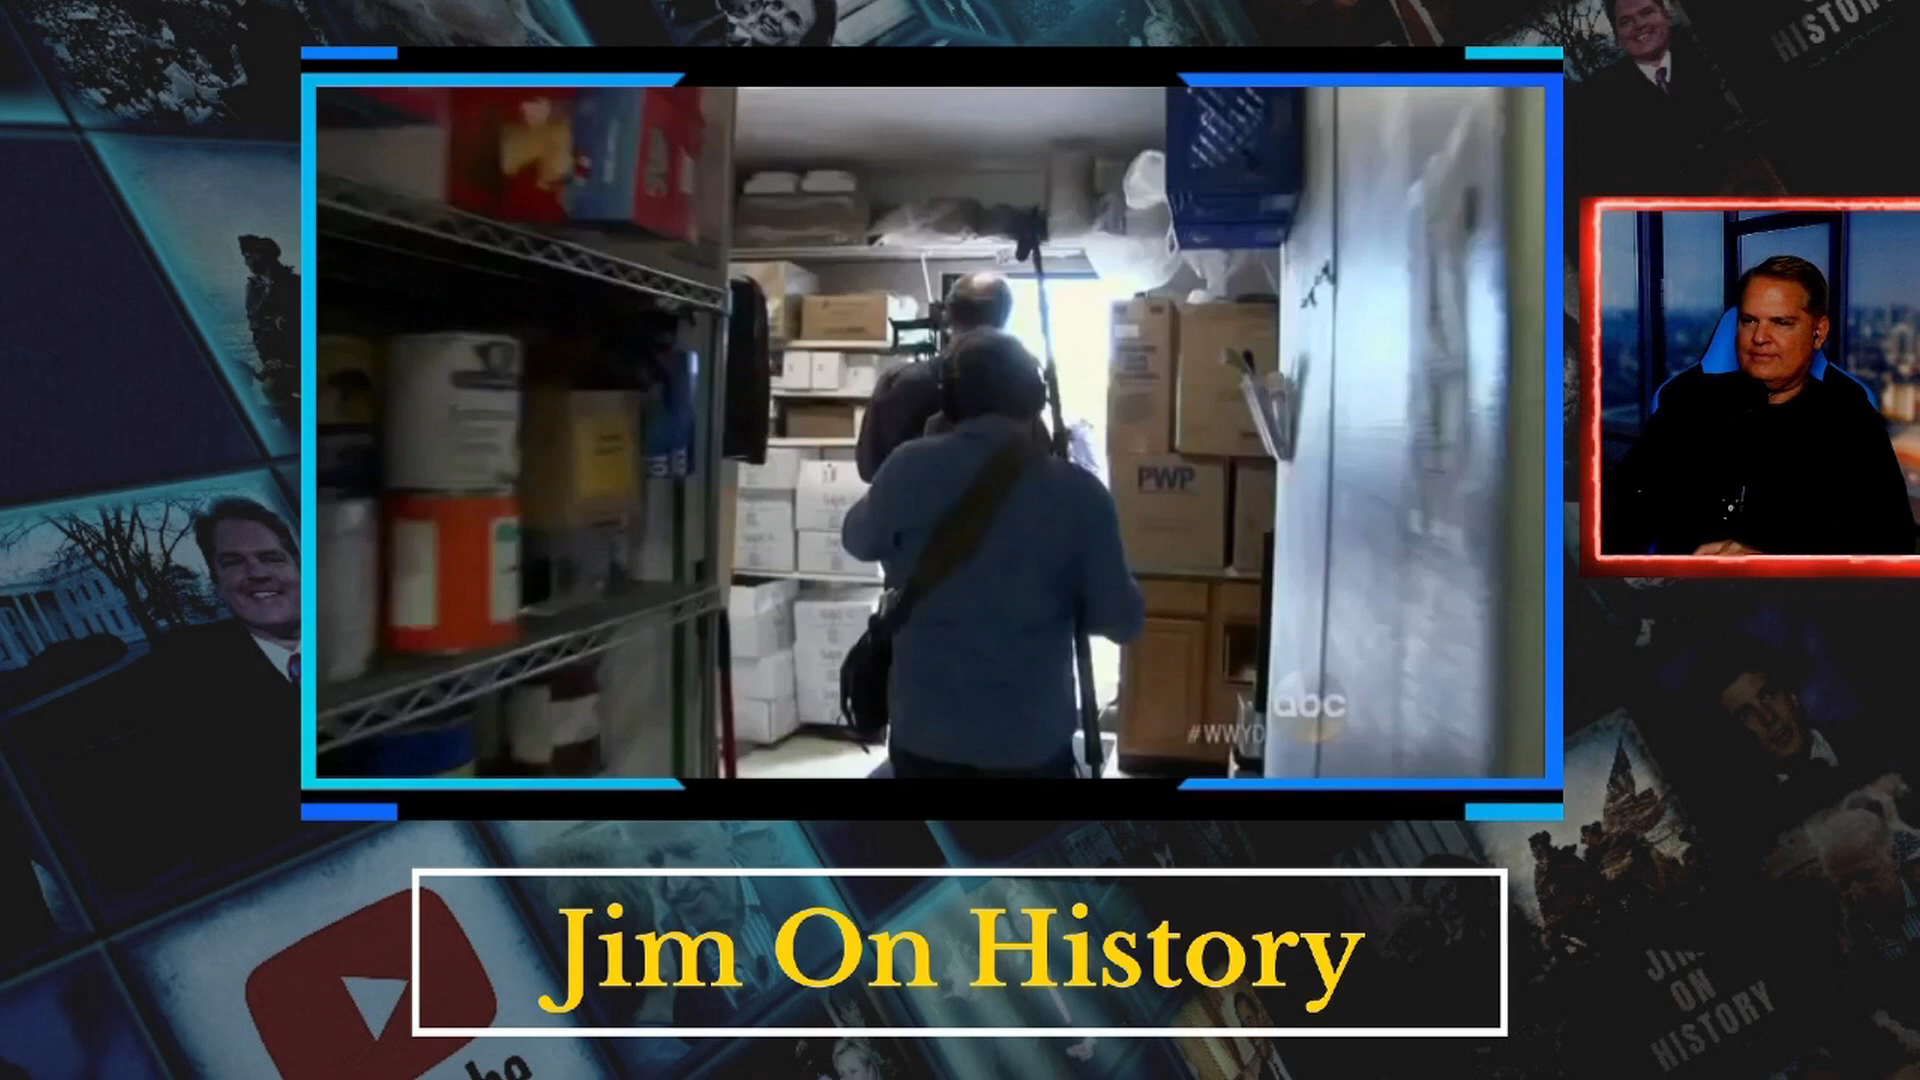 HISTORY
PWP
abc
#WWYD
Jim On History
JIM
ON
HISTORY